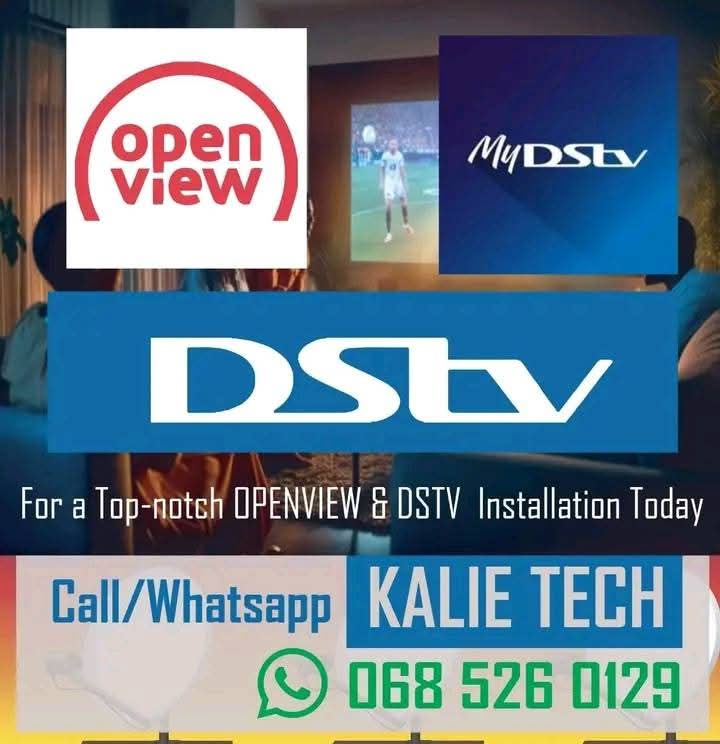 open
view
MyDStv
DStv
For a Top-notch OPENVIEW & DSTV Installation Today
Call/Whatsapp KALIE TECH
068 526 0129